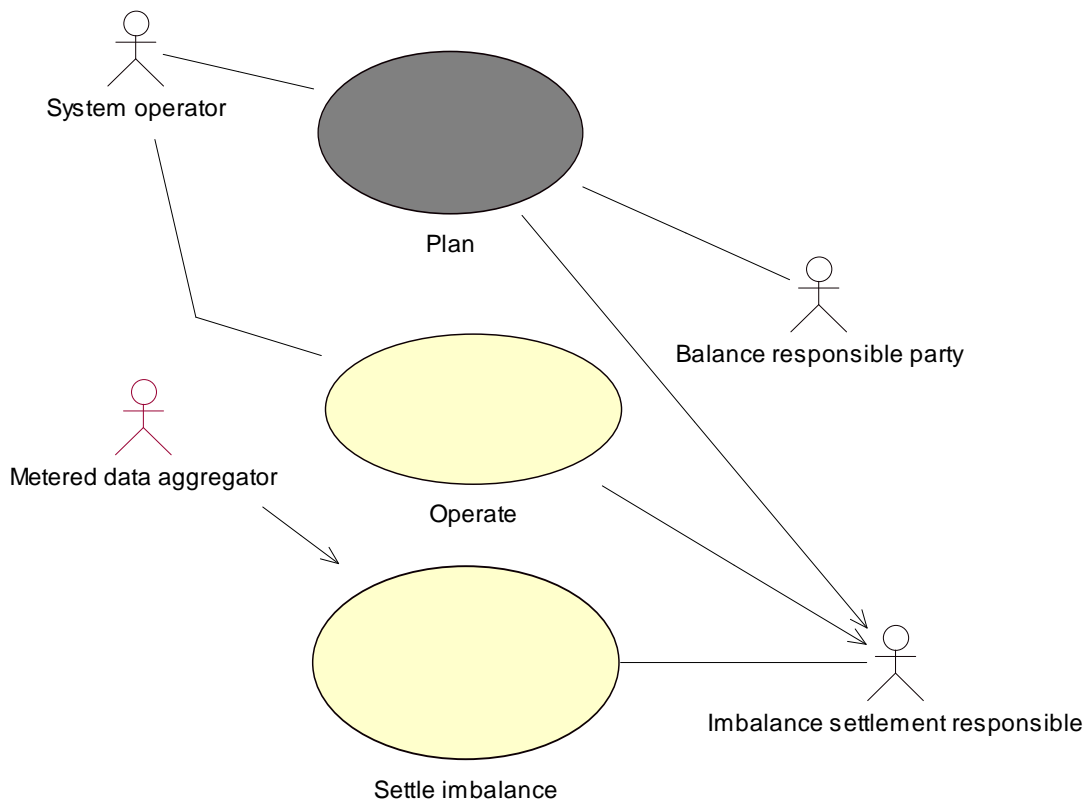 System operator
Plan
Balance responsible party
Metered data aggregator
Operate
Imbalance settlement responsible
Settle imbalance